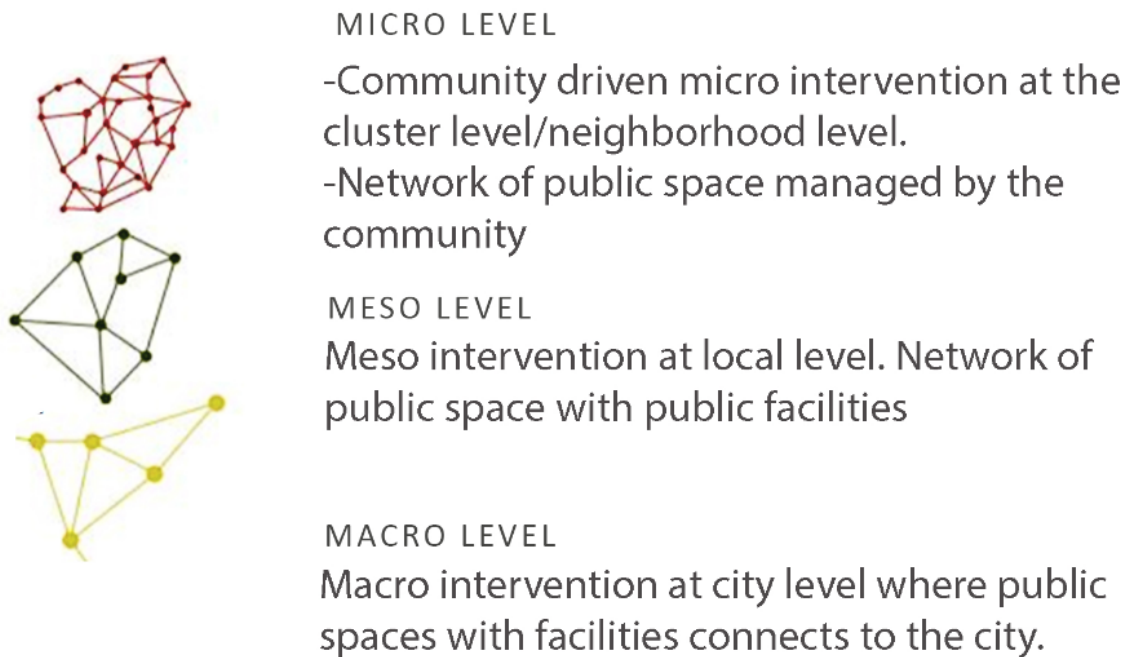 MICRO LEVEL
-Community driven micro intervention at the
cluster level/neighborhood level.
-Network of public space managed by the
community
MESO LEVEL
Meso intervention at local level. Network of
public space with public facilities
MACRO LEVEL
Macro intervention at city level where public
spaces with facilities connects to the city.